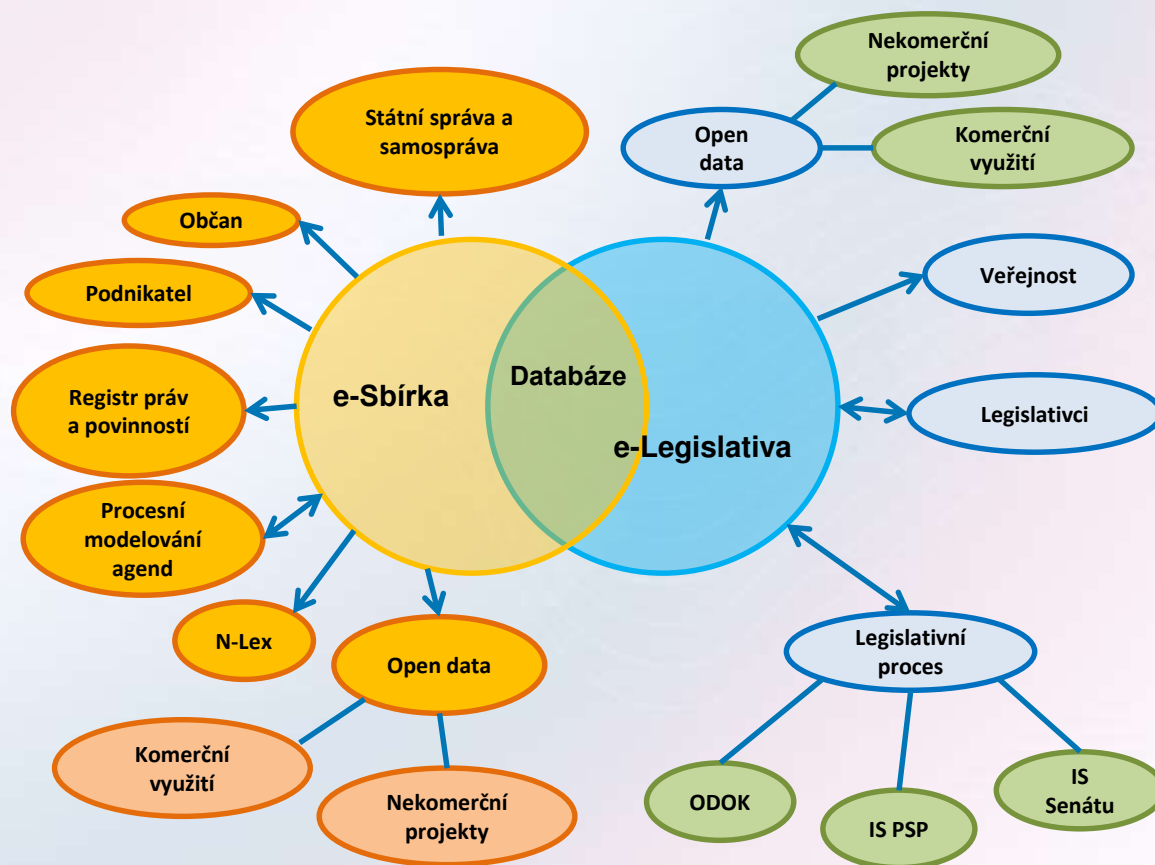 Nekomerční
projekty
Státní správa a
samospráva
Open
data
Komerční
využití
Občan
Veřejnost
Podnikatel
Databáze
e-Sbírka
Registr práv
a povinností
Legislativci
e-Legislativa
Procesní
modelování
agend
N-Lex
Open data
Legislativní
proces
Komerční
využití
Nekomerční
projekty
ODOK
IS PSP
IS
Senátu